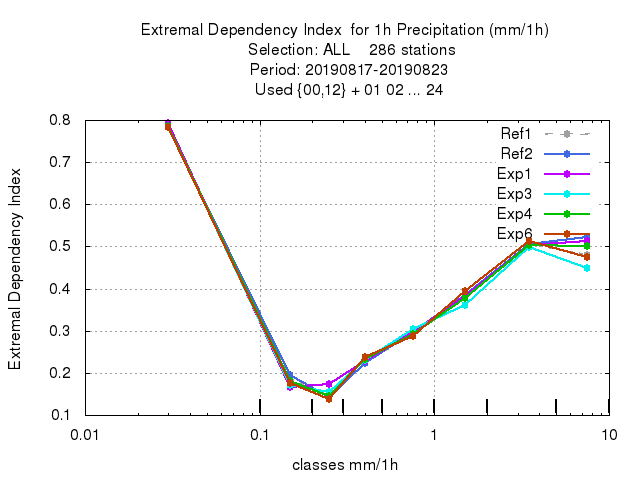 Extremal Dependency Index  for 1h Precipitation (mm/1h)
Selection: ALL    286 stations
Period: 20190817-20190823
Used {00,12} + 01 02 ... 24
Extremal Dependency Index
0.8
0.7
0.6
0.5
0.4
0.3
0.2
0.1
Ref1
Ref2
Exp1
Exp3
Exp4
Exp6
0.01
0.1
1
10
classes mm/1h